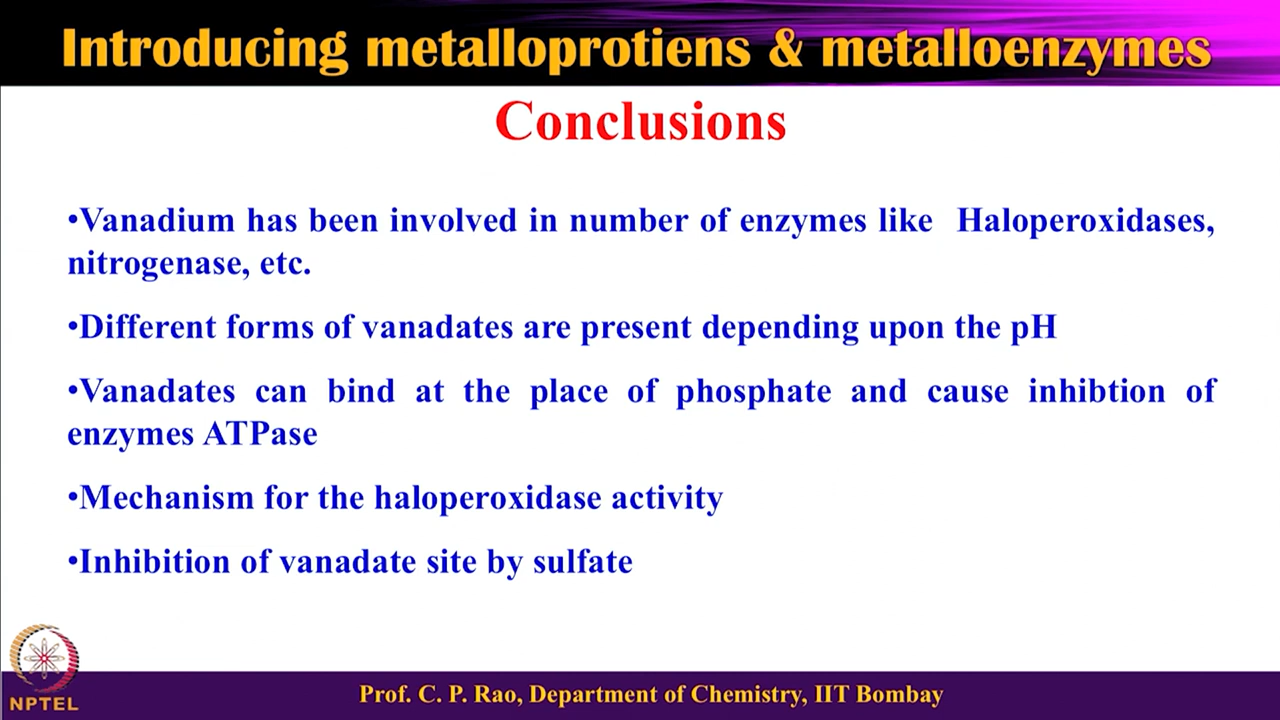 Introducing metalloprotiens & metalloenzymes
Conclusions
•Vanadium has been involved in number of enzymes like Haloperoxidases,
nitrogenase, etc.
•Different forms of vanadates are present depending upon the pH
•Vanadates can bind at the place of phosphate and cause inhibtion of
enzymes ATPase
•Mechanism for the haloperoxidase activity
•Inhibition of vanadate site by sulfate
NPTEL
Prof. C. P. Rao, Department of Chemistry, IIT Bombay